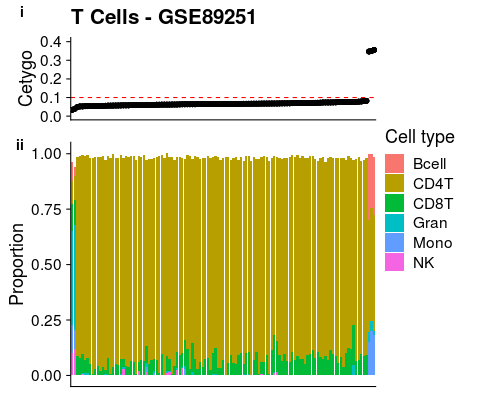 i
T Cells - GSE89251
0.4
0.3
0.2
0.1
0.0
Cetygo
ii
1.00
0.75
0.50
0.25
0.00
Proportion
Cell type
Bcell
CD4T
CD8T
Gran
Mono
NK